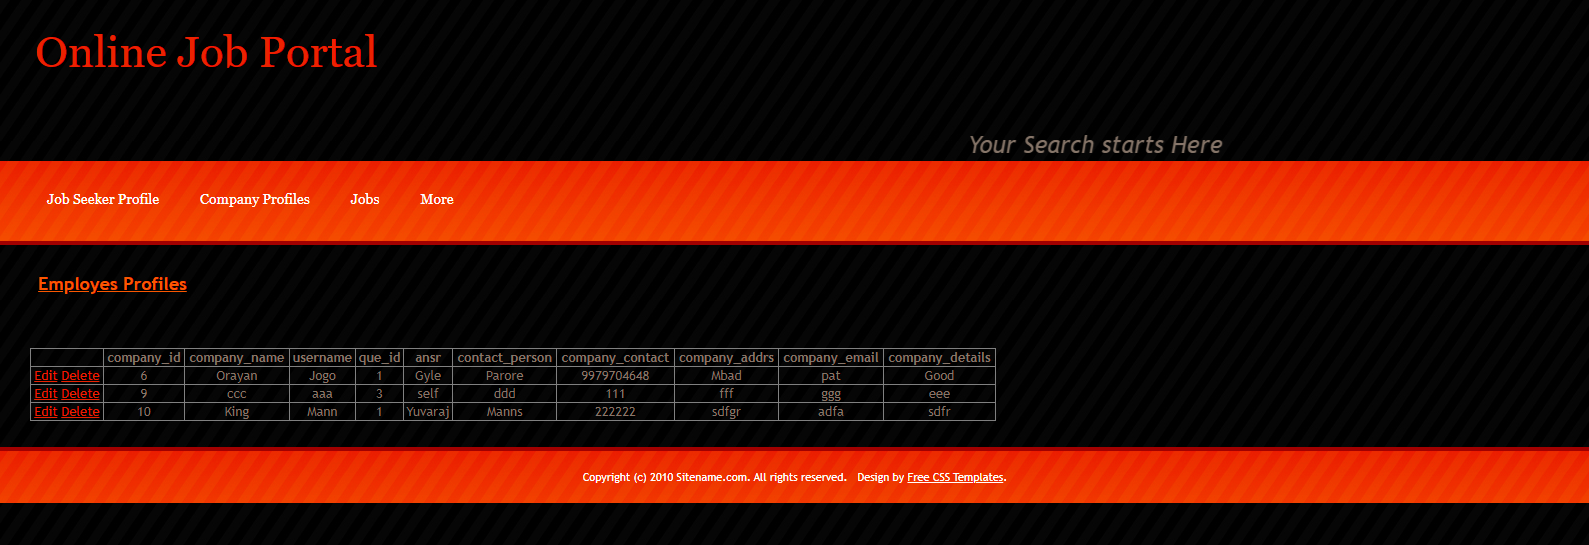 Online Job Portal
Your Search starts Here
Job Seeker Profile Company Profiles Jobs More
Employes Profiles
company_id company_name username que_id ansr contact_person company_contact company_addrs company_email company_details
Edit Delete 6 Orayan Jogo 1 Gyle Parore 9979704648 Mbad pat Good
Edit Delete 9 ccc aaa 3 self ddd 111 fff ggg eee
Edit Delete 10 King Mann 1 Yuvaraj Manns 222222 sdfgr adfa sdfr
Copyright (c) 2010 Sitename.com. All rights reserved. Design by Free CSS Templates.